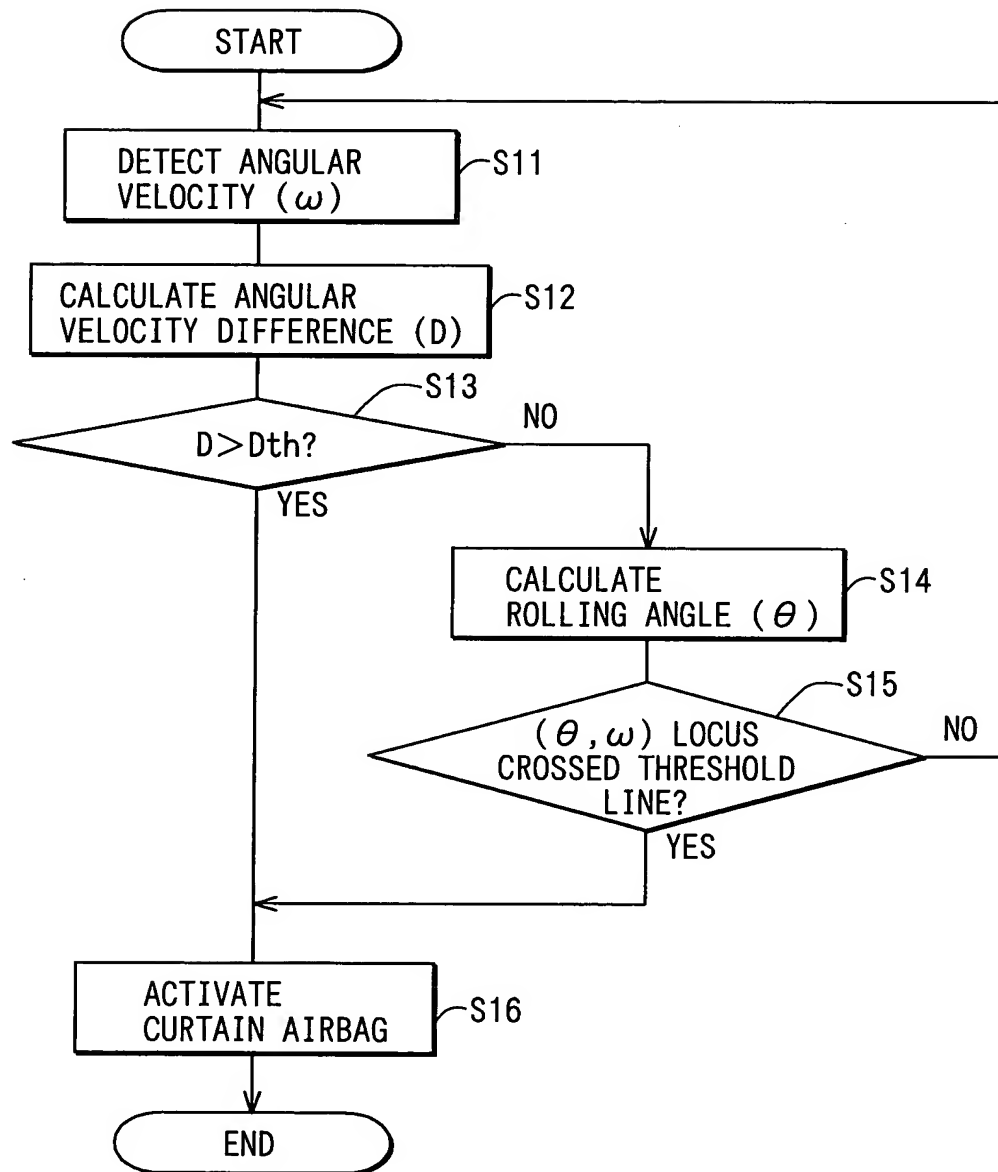 START
DETECT ANGULAR
VELOCITY (ω)
S11
CALCULATE ANGULAR
VELOCITY DIFFERENCE (D)
S12
S13
D>Dth?
NO
YES
CALCULATE
ROLLING ANGLE (θ)
S14
S15
(θ,ω) LOCUS
CROSSED THRESHOLD
LINE?
NO
YES
ACTIVATE
CURTAIN AIRBAG
S16
END